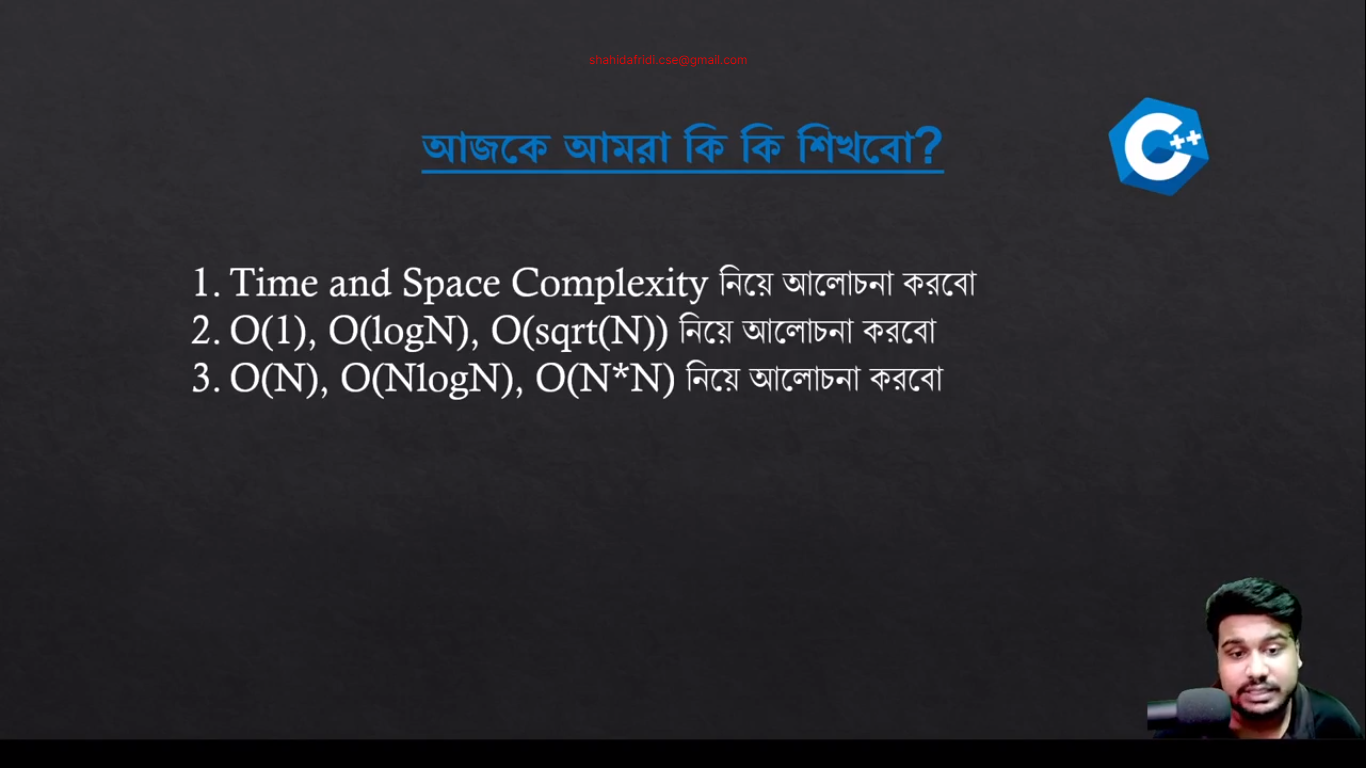 shahidafridi.cse@gmail.com
আজকে আমরা কি কি শিখবো?
C++
1. Time and Space Complexity নিয়ে আলোচনা করবো
2. O(1), O(logN), O(sqrt(N)) নিয়ে আলোচনা করবো
3. O(N), O(NlogN), O(N*N) নিয়ে আলোচনা করবো